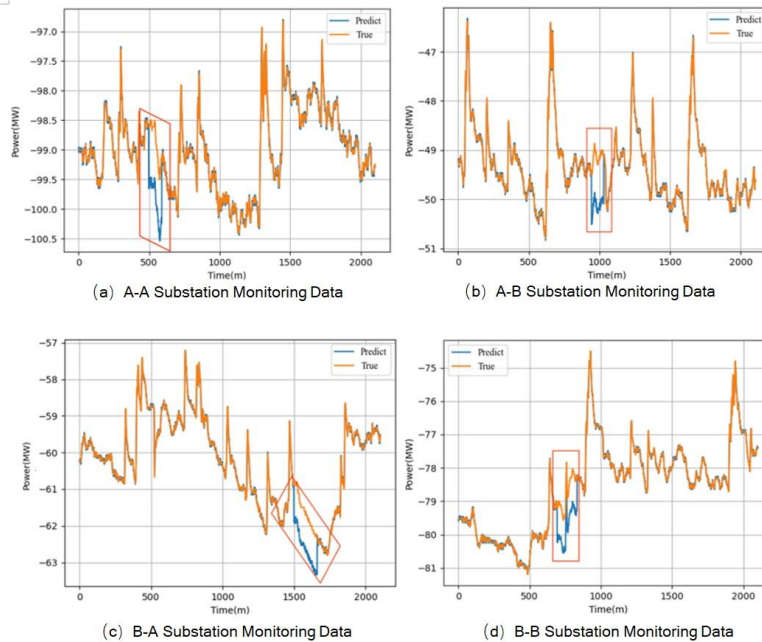 Predict
True
Power(MW)
−97.0
−97.5
−98.0
−98.5
−99.0
−99.5
−100.0
−100.5
0
500
1000
1500
2000
Time(m)
(a) A-A Substation Monitoring Data
Predict
True
Power(MW)
−47
−48
−49
−50
−51
0
500
1000
1500
2000
Time(m)
(b) A-B Substation Monitoring Data
Predict
True
Power(MW)
−57
−58
−59
−60
−61
−62
−63
0
500
1000
1500
2000
Time(m)
(c) B-A Substation Monitoring Data
Predict
True
Power(MW)
−75
−76
−77
−78
−79
−80
−81
0
500
1000
1500
2000
Time(m)
(d) B-B Substation Monitoring Data